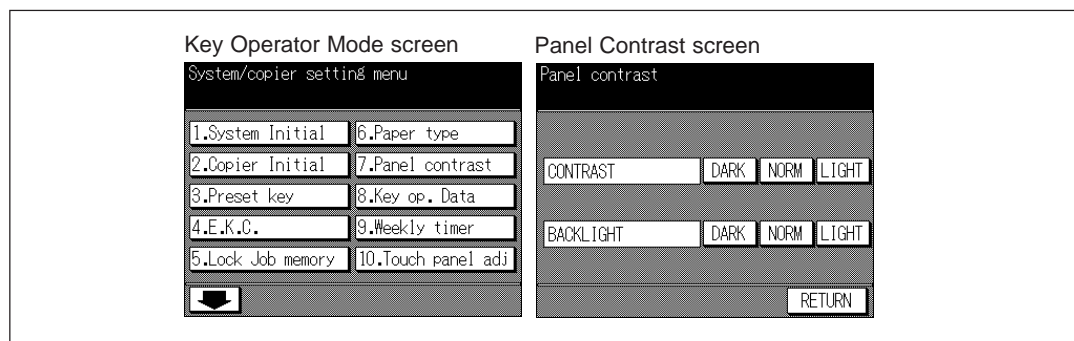 Key Operator Mode screen
Panel Contrast screen
System/copier setting menu
1.System Initial
6.Paper type
2.Copier Initial
7.Panel contrast
3.Preset key
8.Key op. Data
4.E.K.C.
9.Weekly timer
5.Lock Job memory
10.Touch panel adj
Panel contrast
CONTRAST DARK NORM LIGHT
BACKLIGHT DARK NORM LIGHT
RETURN